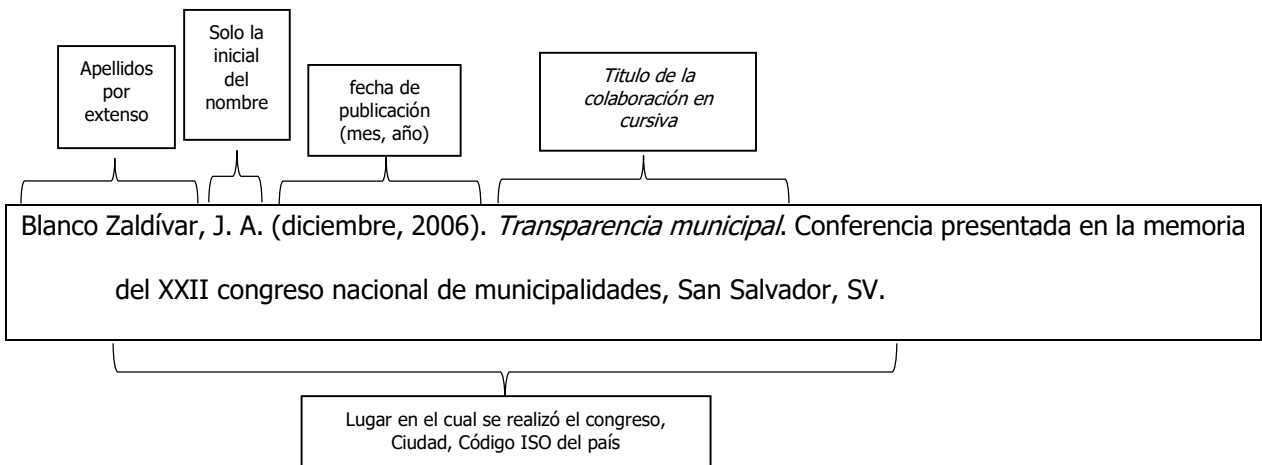 Apellidos
por
extenso
Solo la
inicial
del
nombre
fecha de
publicación
(mes, año)
Titulo de la
colaboración en
cursiva
Blanco Zaldívar, J. A. (diciembre, 2006). Transparencia municipal. Conferencia presentada en la memoria
del XXII congreso nacional de municipalidades, San Salvador, SV.
Lugar en el cual se realizó el congreso,
Ciudad, Código ISO del país